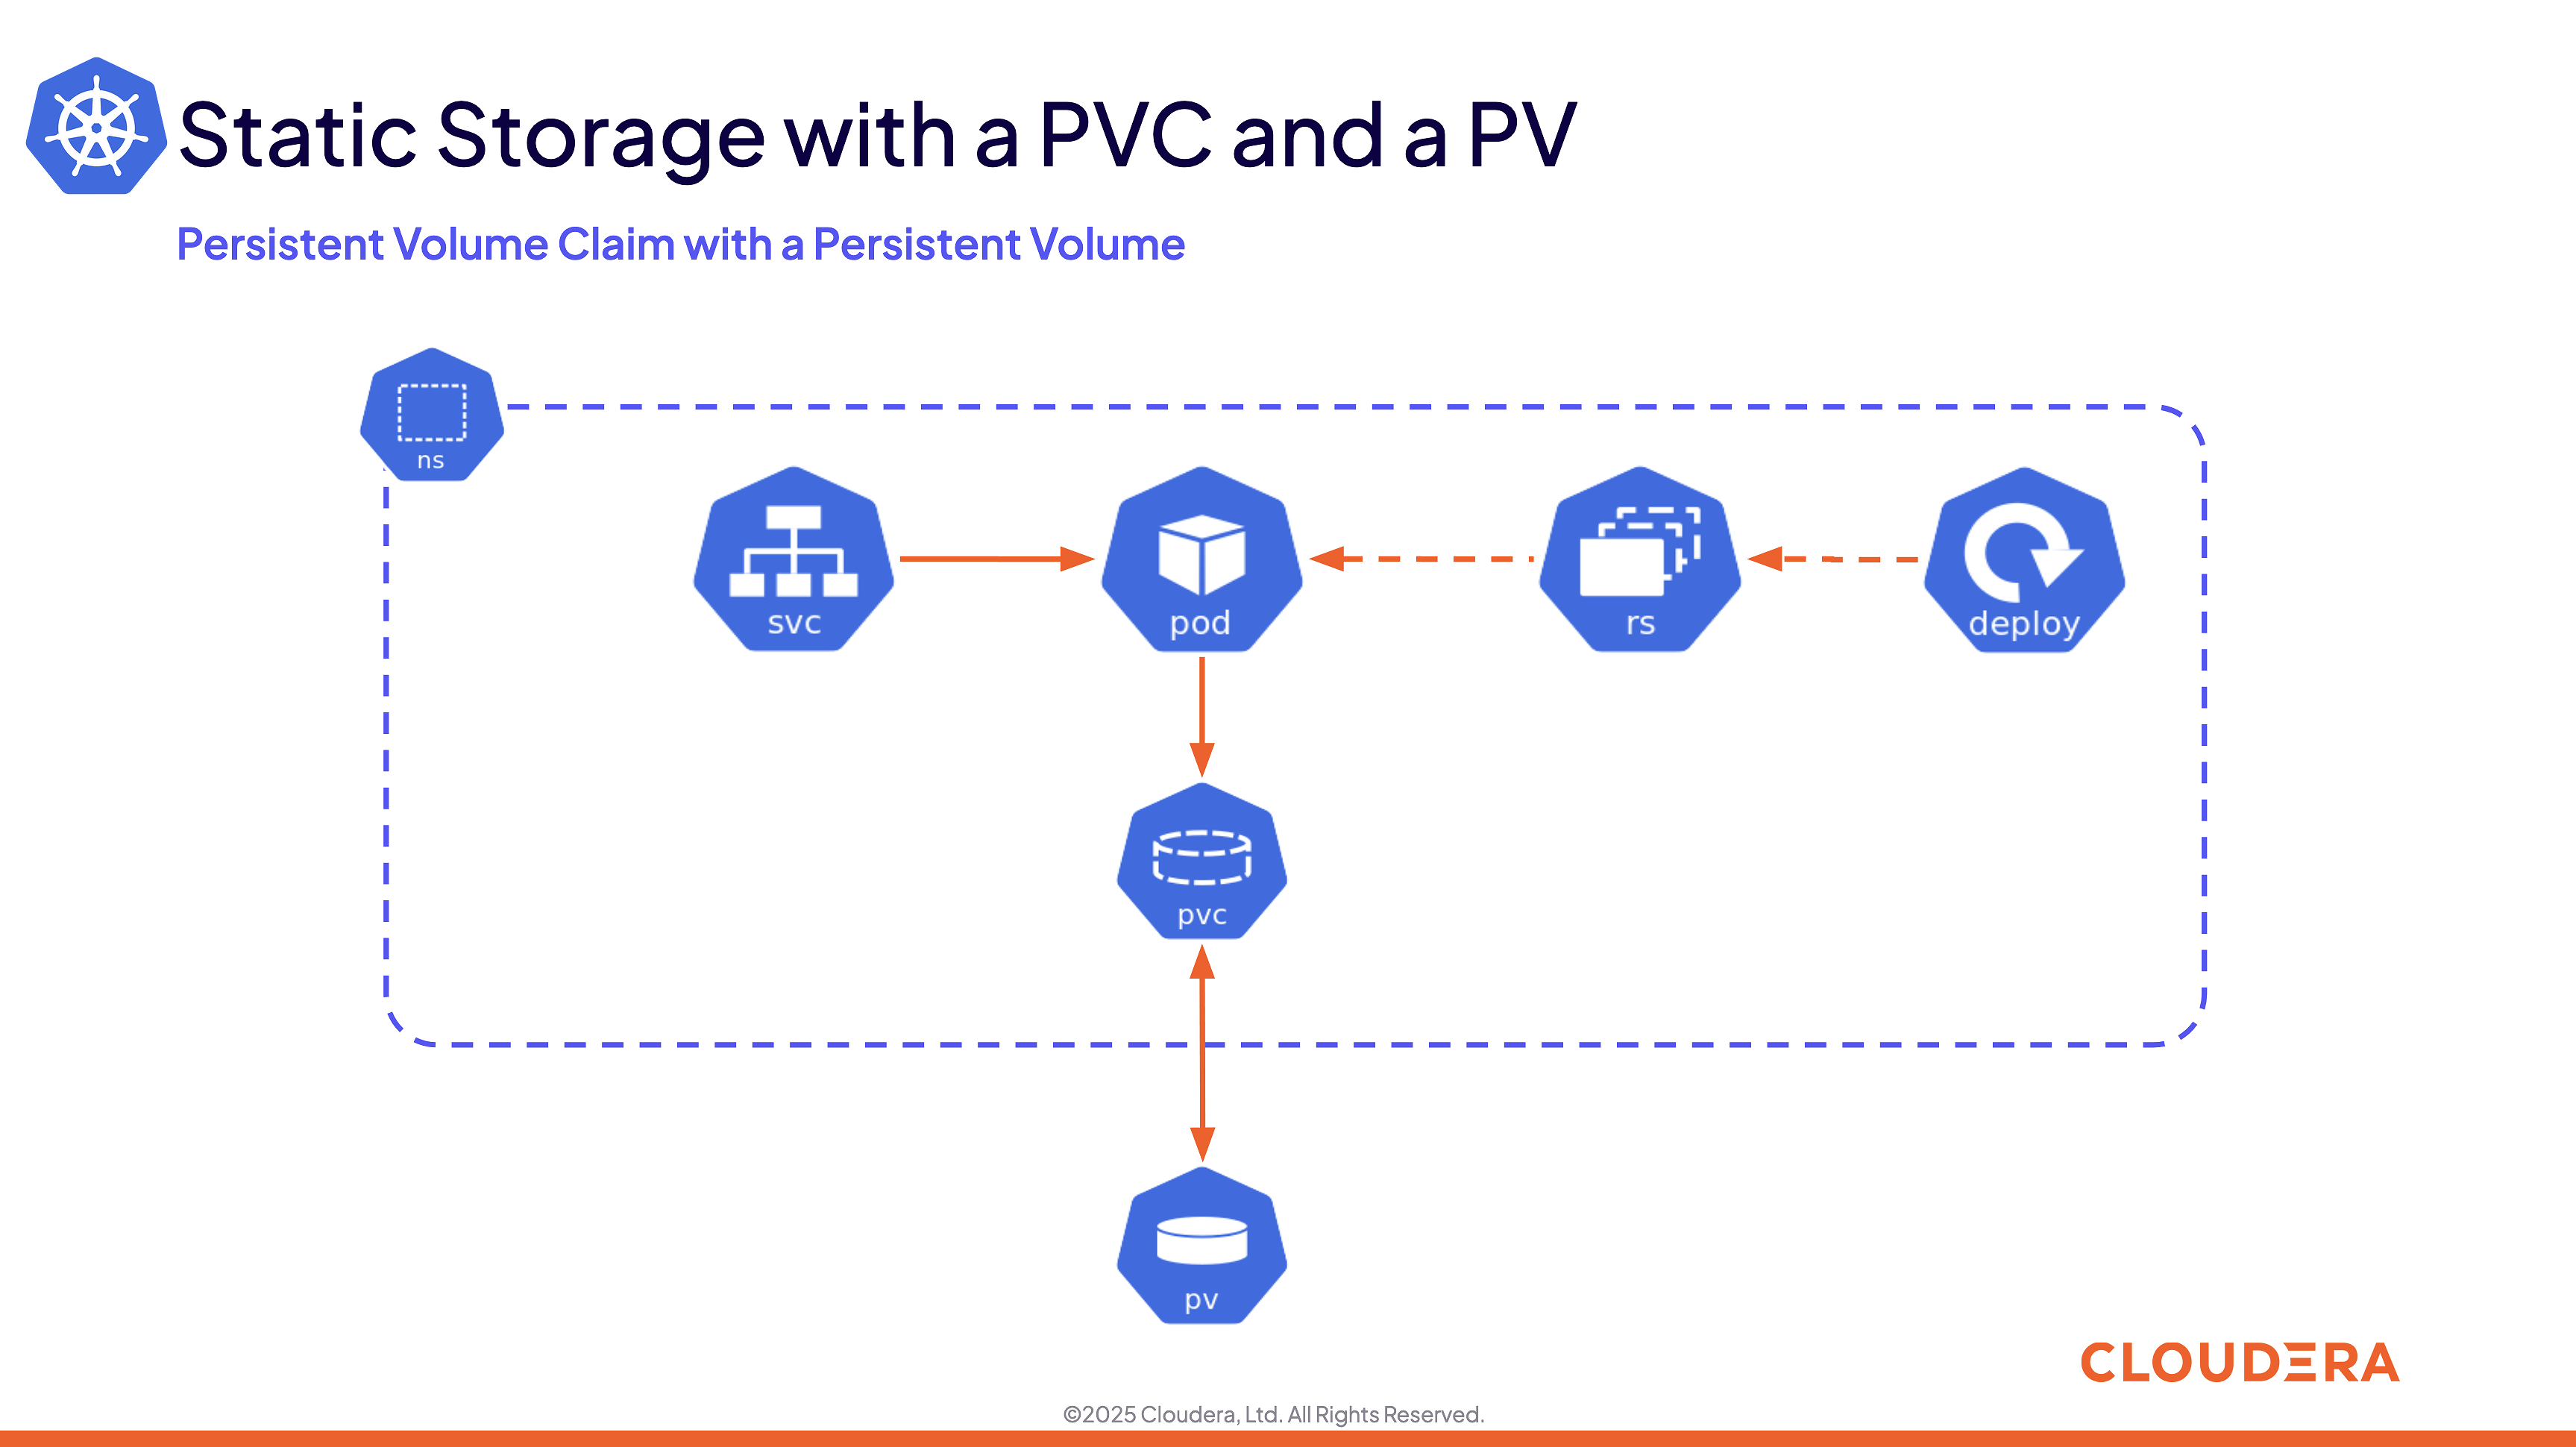 Static Storage with a PVC and a PV
Persistent Volume Claim with a Persistent Volume
ns
svc
pod
rs
deploy
pvc
pv
CLOUDERA
©2025 Cloudera, Ltd. All Rights Reserved.